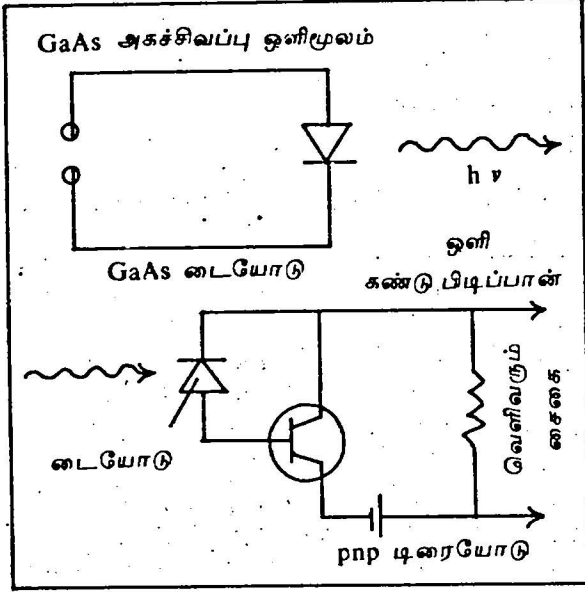 GaAs அகச்சிவப்பு ஒளிமூலம்
h ν
GaAs டையோடு
ஒளி
கண்டு பிடிப்பான்
டையோடு
வெளிவரும்
சைகை
pnp டிரையோடு